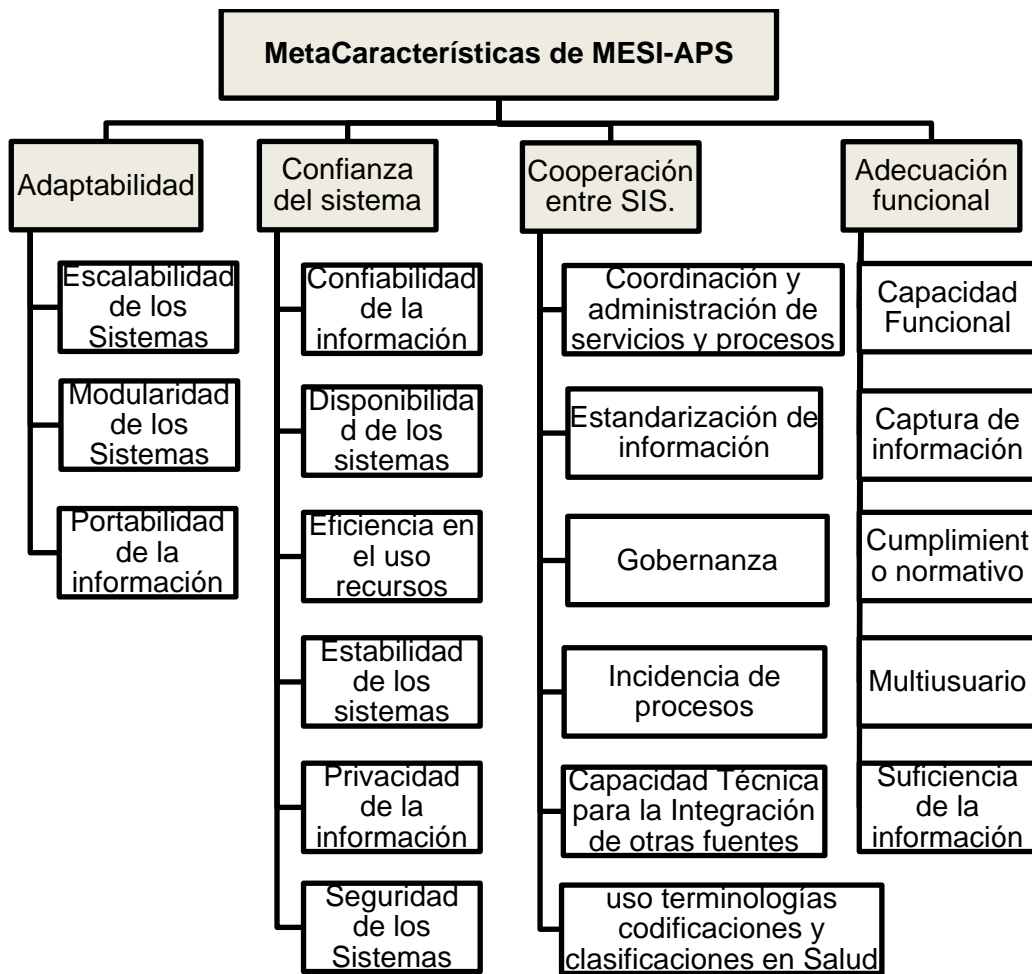 MetaCaracterísticas de MESI-APS
Adaptabilidad
Escalabilidad
de los
Sistemas
Modularidad
de los
Sistemas
Portabilidad
de la
información
Confianza
del sistema
Confiabilidad
de la
información
Disponibilida
d de los
sistemas
Eficiencia en
el uso
recursos
Estabilidad
de los
sistemas
Privacidad
de la
información
Seguridad
de los
Sistemas
Cooperación
entre SIS.
Coordinación y
administración de
servicios y procesos
Estandarización de
información
Gobernanza
Incidencia de
procesos
Capacidad Técnica
para la Integración
de otras fuentes
uso terminologías
codificaciones y
clasificaciones en Salud
Adecuación
funcional
Capacidad
Funcional
Captura de
información
Cumplimient
o normativo
Multiusuario
Suficiencia
de la
información